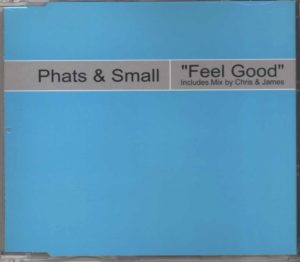 Phats & Small
"Feel Good"
Includes Mix by Chris & James